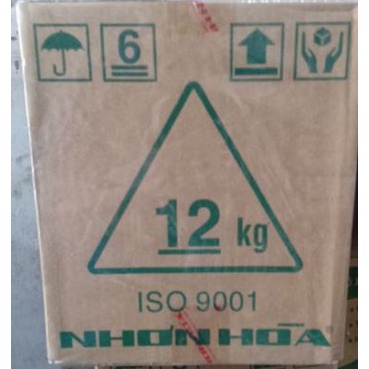 6
12 kg
ISO 9001
NHƠN HÒA